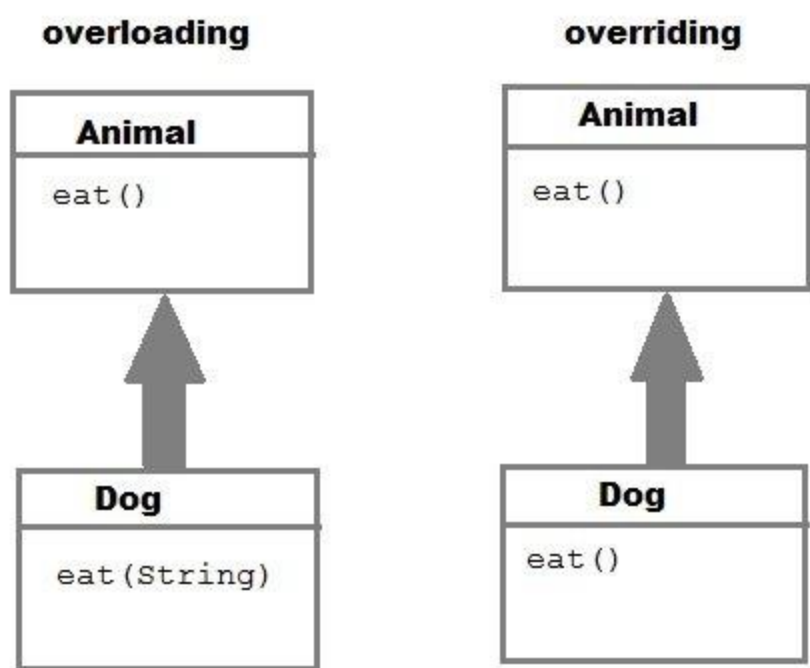 overloading
Animal
eat()
Dog
eat(String)
overriding
Animal
eat()
Dog
eat()